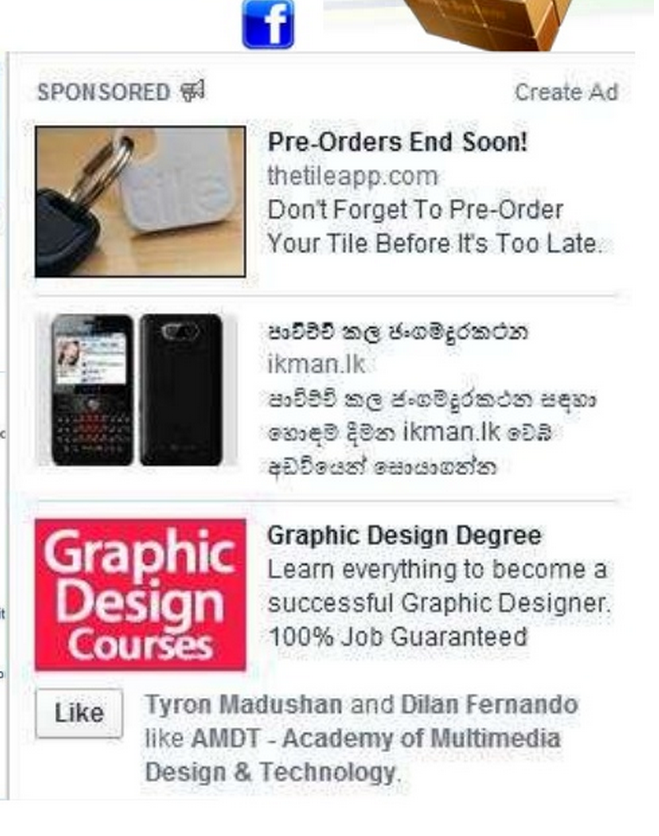 SPONSORED
Create Ad
tile
Pre-Orders End Soon!
thetileapp.com
Don't Forget To Pre-Order
Your Tile Before It's Too Late.
පාවිච්චි කල ජංගමදුරකථන
ikman.lk
පාවිච්චි කල ජංගමදුරකථන සඳහා
හොඳම දිමන ikman.lk වෙබ්
අඩවියෙන් සොයාගන්න
Graphic
Design
Courses
Graphic Design Degree
Learn everything to become a
successful Graphic Designer.
100% Job Guaranteed
Like
Tyron Madushan and Dilan Fernando
like AMDT - Academy of Multimedia
Design & Technology.